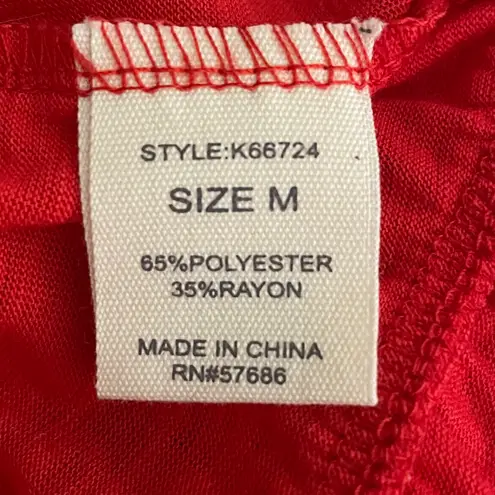 STYLE:K66724
SIZE M
65%POLYESTER
35%RAYON
MADE IN CHINA
RN#57686